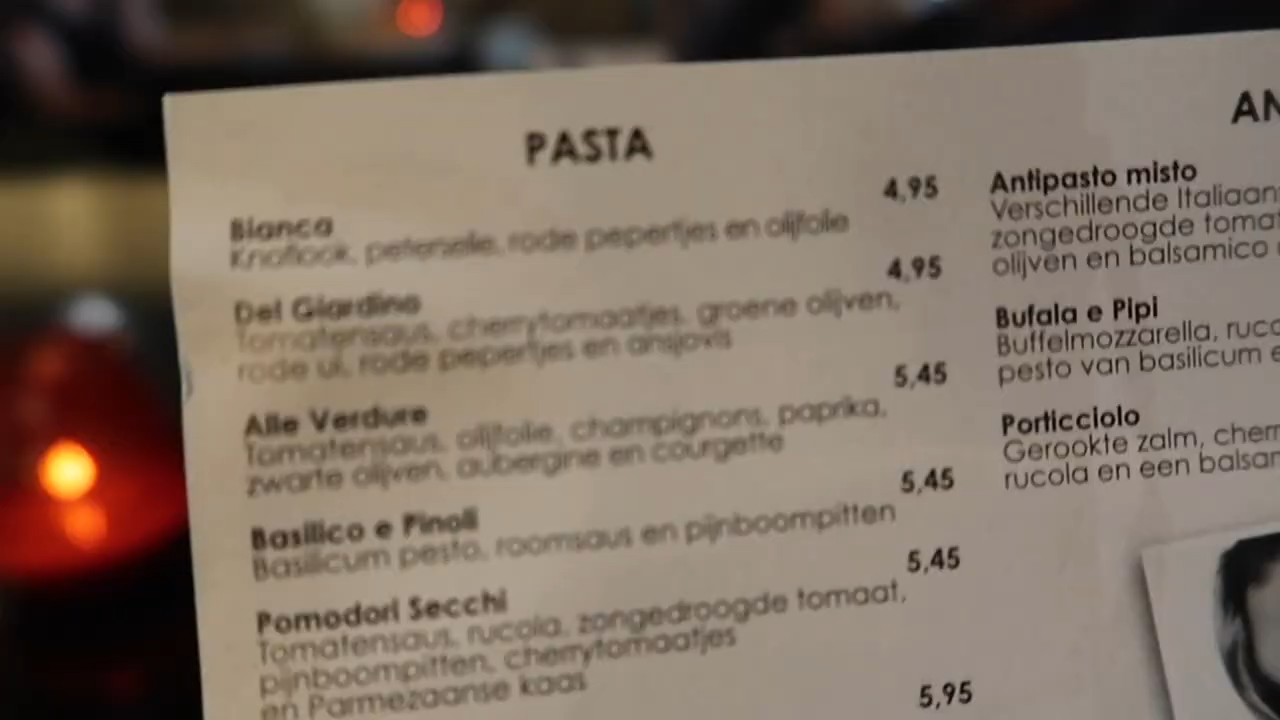 PASTA
Bianca 4,95
Knoflook, peterselie, rode pepertjes en olijfolie
Del Giardino 4,95
Tomatensaus, cherrytomaatjes, groene olijven,
rode ui, rode pepertjes en ansjovis
Alle Verdure 5,45
Tomatensaus, olijfolie, champignons, paprika,
zwarte olijven, aubergine en courgette
Basilico e Pinoli 5,45
Basilicum pesto, roomsaus en pijnboompitten
Pomodori Secchi 5,45
Tomatensaus, rucola, zongedroogde tomaat,
pijnboompitten, cherrytomaatjes
en Parmezaanse kaas
5,95
AN
Antipasto misto
Verschillende Italiaan
zongedroogde toma
olijven en balsamico
Bufala e Pipi
Buffelmozzarella, ruco
pesto van basilicum e
Porticciolo
Gerookte zalm, cherr
rucola en een balsam